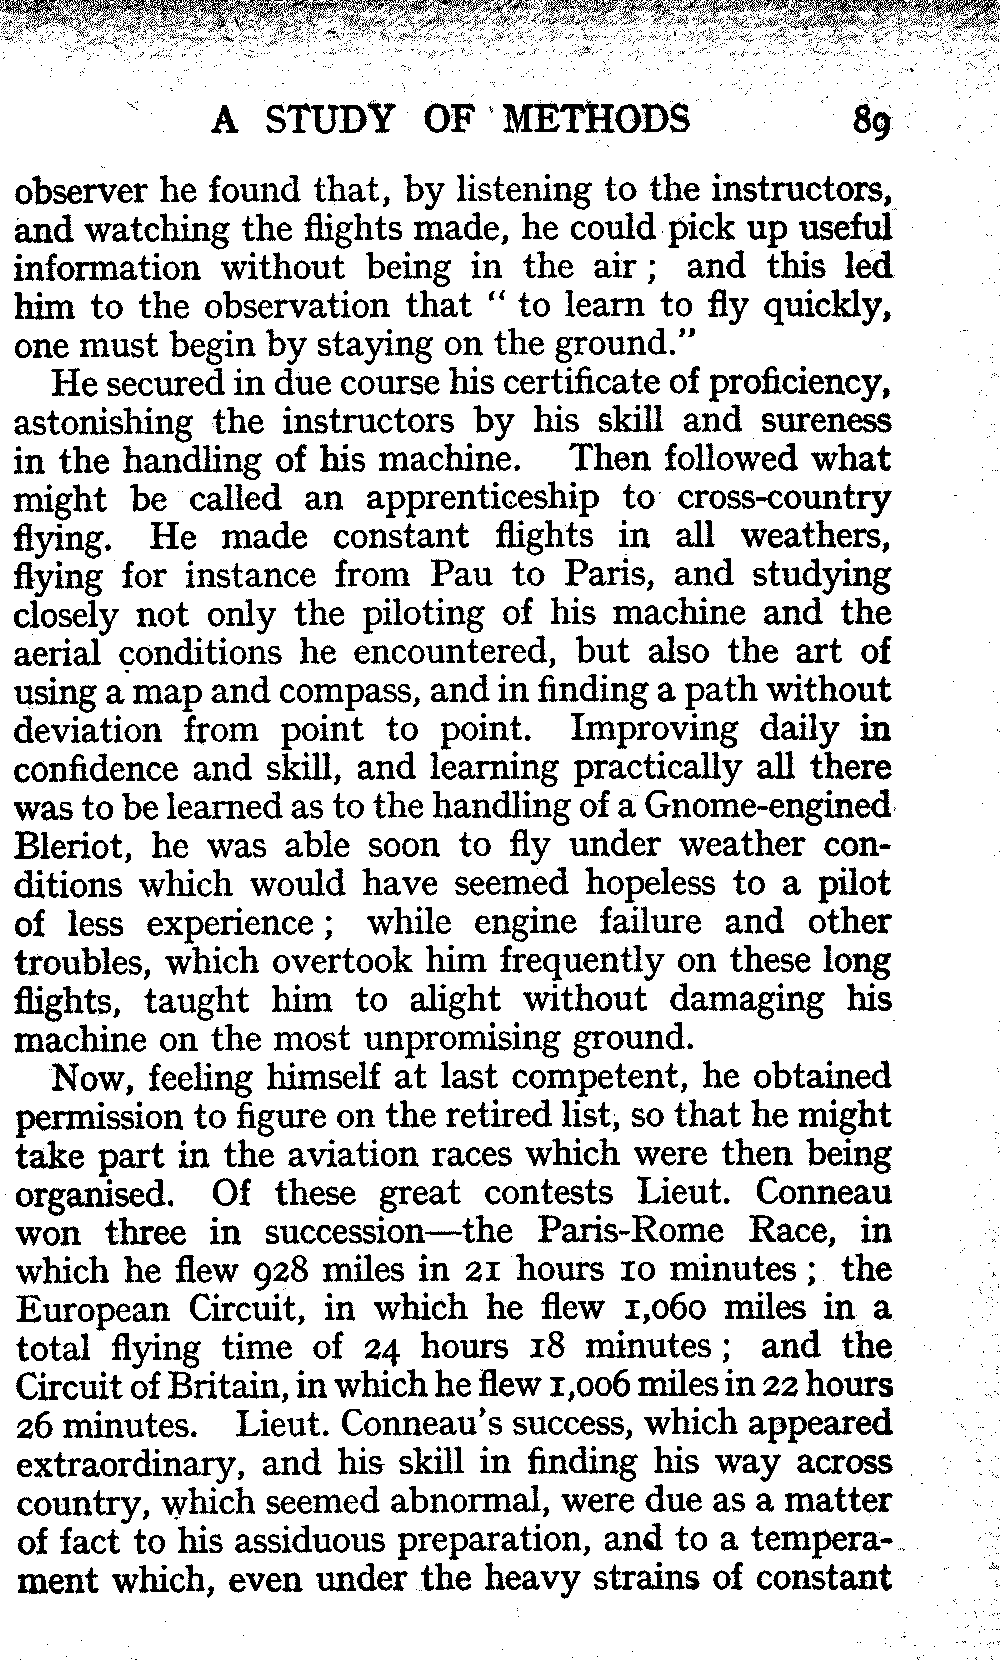 A STUDY OF METHODS 89
observer he found that, by listening to the instructors,
and watching the flights made, he could pick up useful
information without being in the air ; and this led
him to the observation that “ to learn to fly quickly,
one must begin by staying on the ground.”
He secured in due course his certificate of proficiency,
astonishing the instructors by his skill and sureness
in the handling of his machine. Then followed what
might be called an apprenticeship to cross-country
flying. He made constant flights in all weathers,
flying for instance from Pau to Paris, and studying
closely not only the piloting of his machine and the
aerial conditions he encountered, but also the art of
using a map and compass, and in finding a path without
deviation from point to point. Improving daily in
confidence and skill, and learning practically all there
was to be learned as to the handling of a Gnome-engined
Bleriot, he was able soon to fly under weather con-
ditions which would have seemed hopeless to a pilot
of less experience ; while engine failure and other
troubles, which overtook him frequently on these long
flights, taught him to alight without damaging his
machine on the most unpromising ground.
Now, feeling himself at last competent, he obtained
permission to figure on the retired list, so that he might
take part in the aviation races which were then being
organised. Of these great contests Lieut. Conneau
won three in succession—the Paris-Rome Race, in
which he flew 928 miles in 21 hours 10 minutes ; the
European Circuit, in which he flew 1,060 miles in a
total flying time of 24 hours 18 minutes ; and the
Circuit of Britain, in which he flew 1,006 miles in 22 hours
26 minutes. Lieut. Conneau's success, which appeared
extraordinary, and his skill in finding his way across
country, which seemed abnormal, were due as a matter
of fact to his assiduous preparation, and to a tempera-
ment which, even under the heavy strains of constant